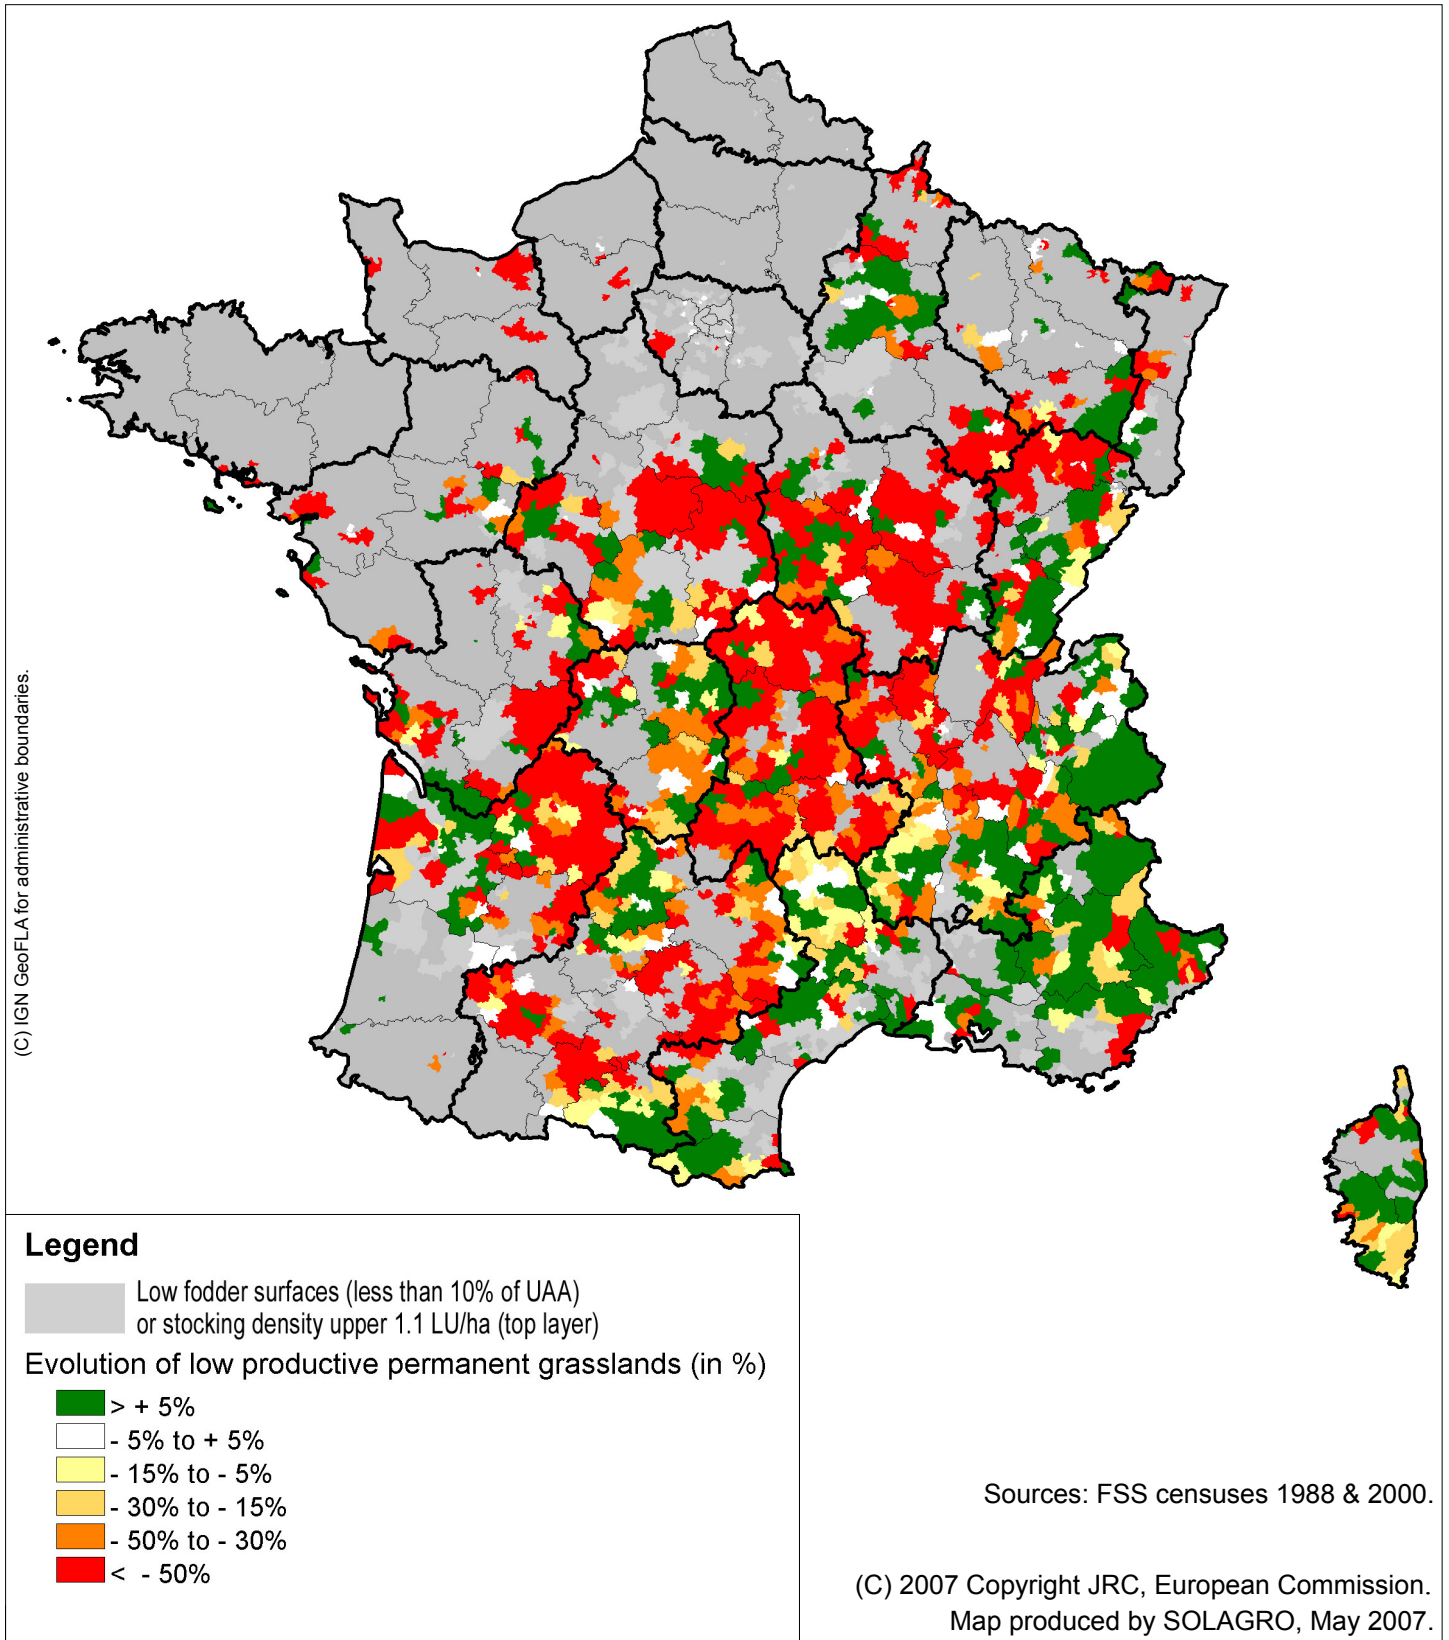 (C) IGN GeoFLA for administrative boundaries.
Legend
Low fodder surfaces (less than 10% of UAA)
or stocking density upper 1.1 LU/ha (top layer)
Evolution of low productive permanent grasslands (in %)
> + 5%
- 5% to + 5%
- 15% to - 5%
- 30% to - 15%
- 50% to - 30%
< - 50%
Sources: FSS censuses 1988 & 2000.
(C) 2007 Copyright JRC, European Commission.
Map produced by SOLAGRO, May 2007.